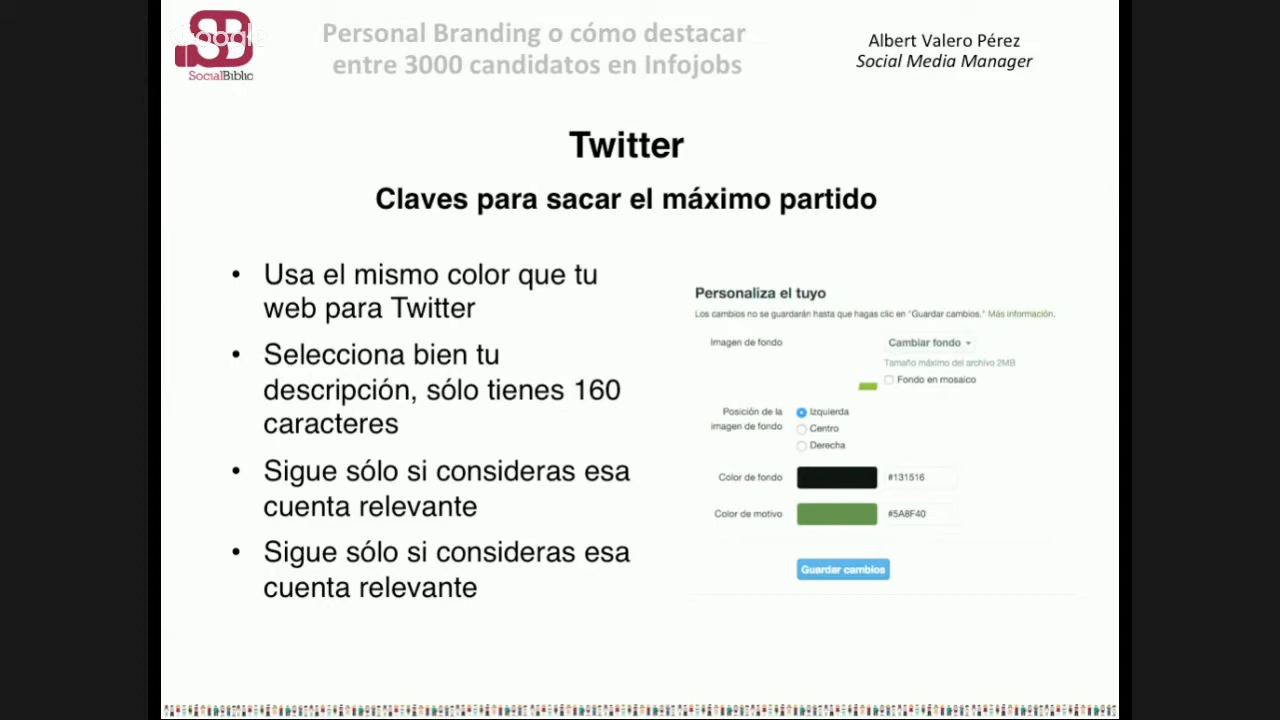 Google
SocialBiblio
Personal Branding o cómo destacar
entre 3000 candidatos en Infojobs
Albert Valero Pérez
Social Media Manager
Twitter
Claves para sacar el máximo partido
• Usa el mismo color que tu
web para Twitter
• Selecciona bien tu
descripción, sólo tienes 160
caracteres
• Sigue sólo si consideras esa
cuenta relevante
• Sigue sólo si consideras esa
cuenta relevante
Personaliza el tuyo
Los cambios no se guardarán hasta que hagas clic en "Guardar cambios." Más información.
Imagen de fondo
Cambiar fondo
Tamaño máximo del archivo 2MB
Fondo en mosaico
Posición de la
imagen de fondo
Izquierda
Centro
Derecha
Color de fondo
#131516
Color de motivo
#5A8F40
Guardar cambios